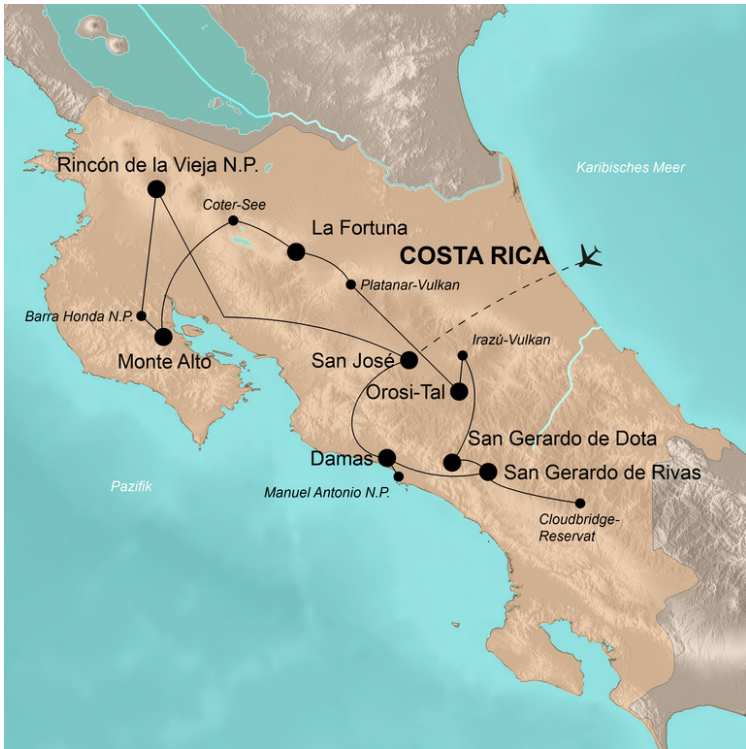 Karibisches Meer
Rincón de la Vieja N.P.
Coter-See
La Fortuna
COSTA RICA
Platanar-Vulkan
Barra Honda N.P.
Monte Alto
San José
Irazú-Vulkan
Orosi-Tal
San Gerardo de Dota
Damas
San Gerardo de Rivas
Pazifik
Manuel Antonio N.P.
Cloudbridge-
Reservat